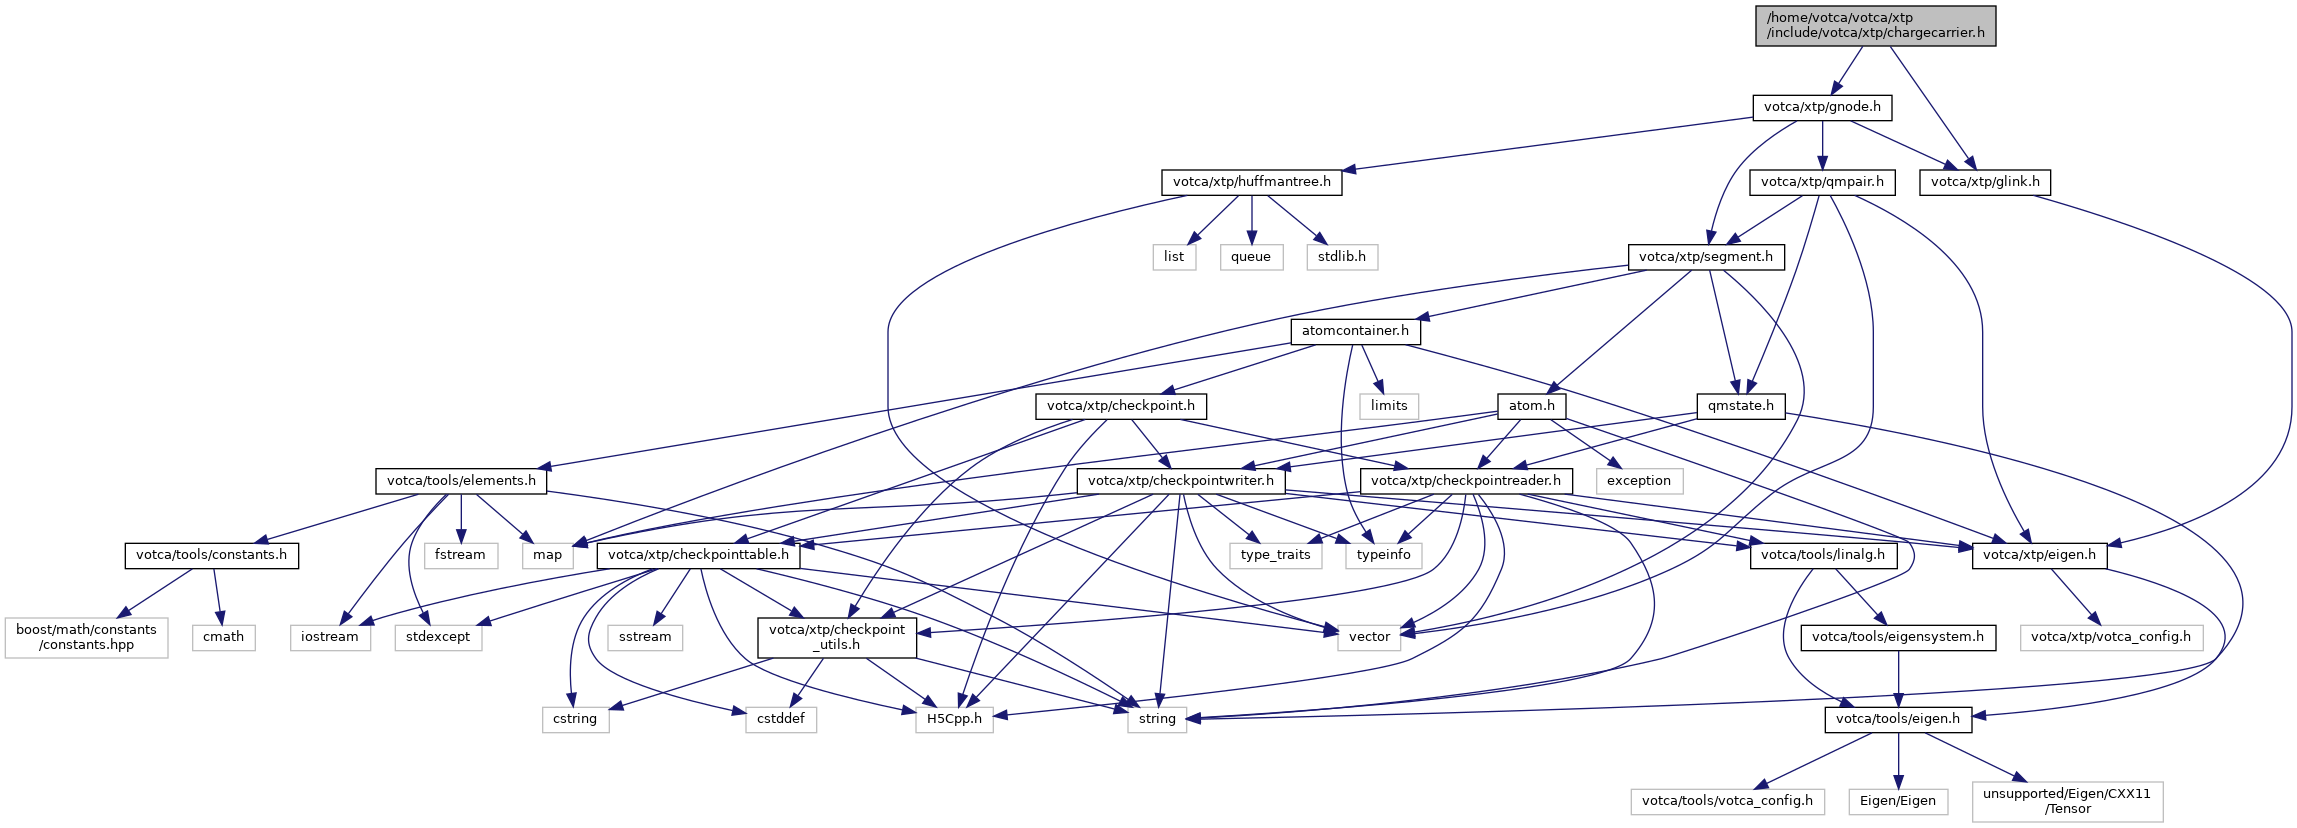 /home/votca/votca/xtp
/include/votca/xtp/chargecarrier.h
votca/xtp/gnode.h
votca/xtp/huffmantree.h
votca/xtp/qmpair.h
votca/xtp/glink.h
list
queue
stdlib.h
votca/xtp/segment.h
atomcontainer.h
votca/xtp/checkpoint.h
limits
atom.h
qmstate.h
votca/tools/elements.h
votca/xtp/checkpointwriter.h
votca/xtp/checkpointreader.h
exception
votca/tools/constants.h
fstream
map
votca/xtp/checkpointtable.h
type_traits
typeinfo
votca/tools/linalg.h
votca/xtp/eigen.h
boost/math/constants
/constants.hpp
cmath
iostream
stdexcept
sstream
votca/xtp/checkpoint
_utils.h
vector
votca/tools/eigensystem.h
votca/xtp/votca_config.h
cstring
cstddef
H5Cpp.h
string
votca/tools/eigen.h
votca/tools/votca_config.h
Eigen/Eigen
unsupported/Eigen/CXX11
/Tensor